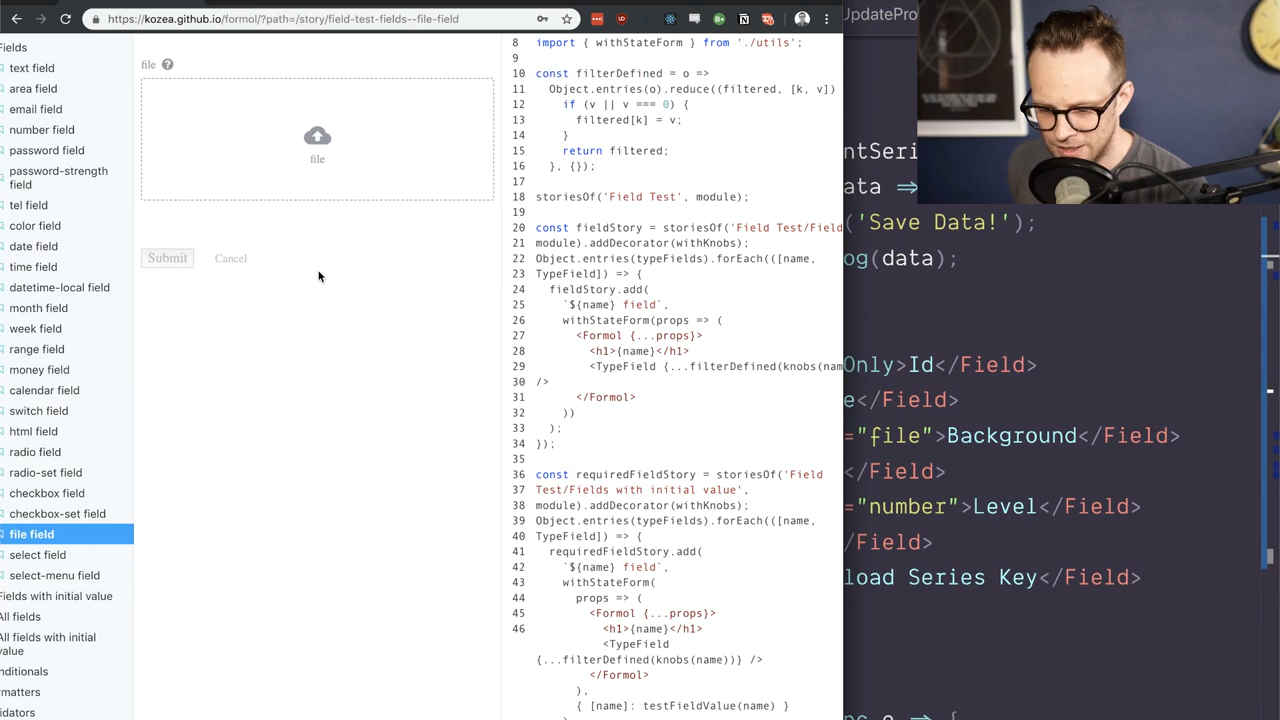 https://kozea.github.io/formol/?path=/story/field-test-fields--file-field
Fields
text field
area field
email field
number field
password field
password-strength
field
tel field
color field
date field
time field
datetime-local field
month field
week field
range field
money field
calendar field
switch field
html field
radio field
radio-set field
checkbox field
checkbox-set field
file field
select field
select-menu field
Fields with initial value
All fields
All fields with initial
value
nditionals
rmatters
idators
file ?
file
Submit
Cancel
8 import { withStateForm } from './utils';
9
10 const filterDefined = o =>
11 Object.entries(o).reduce((filtered, [k, v])
12 if (v || v === 0) {
13 filtered[k] = v;
14 }
15 return filtered;
16 }, {});
17
18 storiesOf('Field Test', module);
19
20 const fieldStory = storiesOf('Field Test/Field
21 module).addDecorator(withKnobs);
22 Object.entries(typeFields).forEach(([name,
23 TypeField]) => {
24 fieldStory.add(
25 `${name} field`,
26 withStateForm(props => (
27 <Formol {...props}>
28 <h1>{name}</h1>
29 <TypeField {...filterDefined(knobs(nam
30 />
31 </Formol>
32 ))
33 );
34 });
35
36 const requiredFieldStory = storiesOf('Field
37 Test/Fields with initial value',
38 module).addDecorator(withKnobs);
39 Object.entries(typeFields).forEach(([name,
40 TypeField]) => {
41 requiredFieldStory.add(
42 `${name} field`,
43 withStateForm(
44 props => (
45 <Formol {...props}>
46 <h1>{name}</h1>
<TypeField
{...filterDefined(knobs(name))} />
</Formol>
),
{ [name]: testFieldValue(name) }
UpdatePro
ntSeri
ata =>
('Save Data!');
og(data);
Only>Id</Field>
e</Field>
="file">Background</Field>
</Field>
="number">Level</Field>
/Field>
load Series Key</Field>